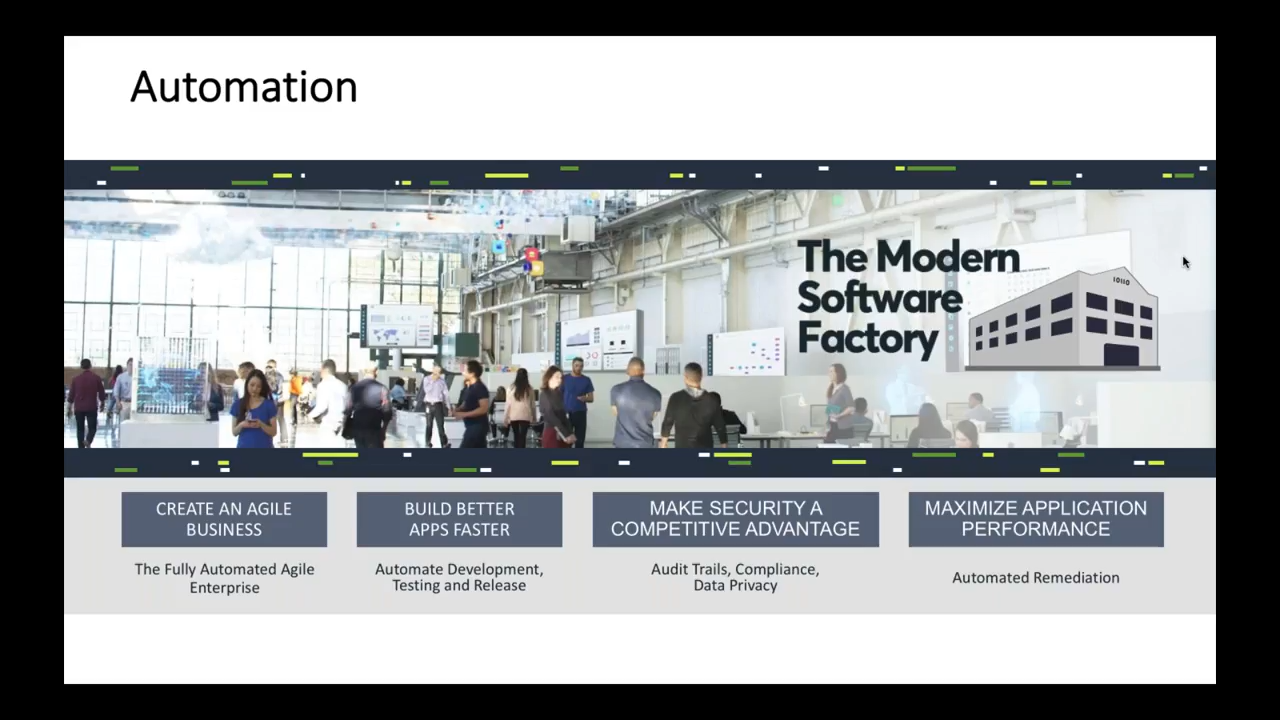 Automation
The Modern
Software
Factory
10110
CREATE AN AGILE
BUSINESS
The Fully Automated Agile
Enterprise
BUILD BETTER
APPS FASTER
Automate Development,
Testing and Release
MAKE SECURITY A
COMPETITIVE ADVANTAGE
Audit Trails, Compliance,
Data Privacy
MAXIMIZE APPLICATION
PERFORMANCE
Automated Remediation